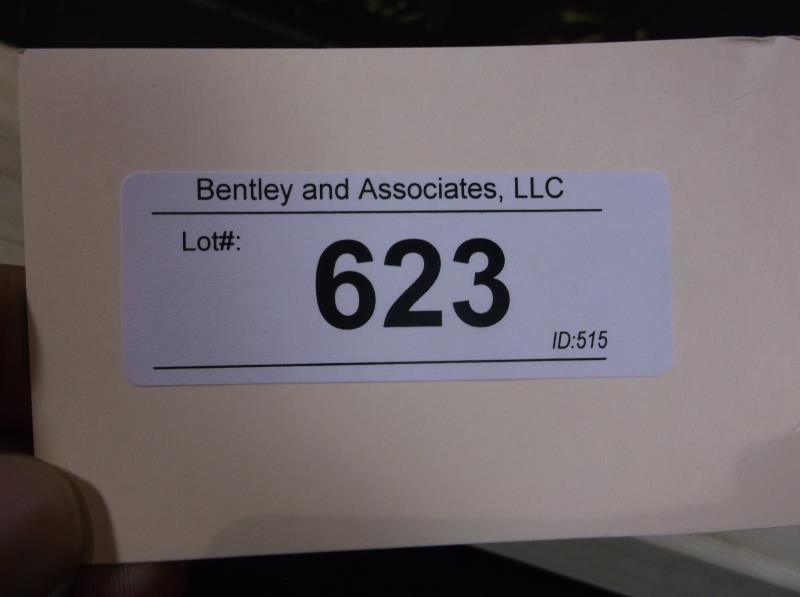 Bentley and Associates, LLC
Lot#:
623
ID:515